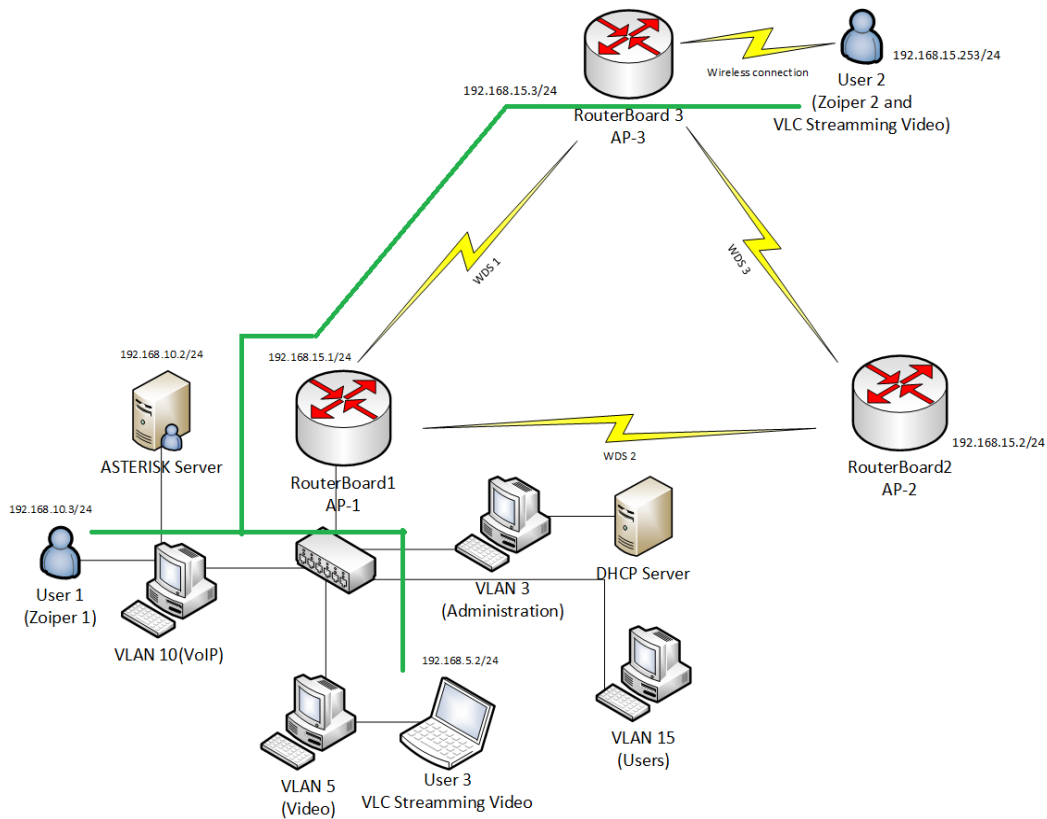 192.168.15.253/24
Wireless connection
User 2
(Zoiper 2 and
VLC Streamming Video)
192.168.15.3/24
RouterBoard 3
AP-3
WDS 1
WDS 3
192.168.10.2/24
192.168.15.1/24
ASTERISK Server
RouterBoard1
AP-1
WDS 2
192.168.15.2/24
RouterBoard2
AP-2
192.168.10.3/24
User 1
(Zoiper 1)
VLAN 10(VoIP)
VLAN 3
(Administration)
DHCP Server
192.168.5.2/24
VLAN 5
(Video)
User 3
VLC Streamming Video
VLAN 15
(Users)